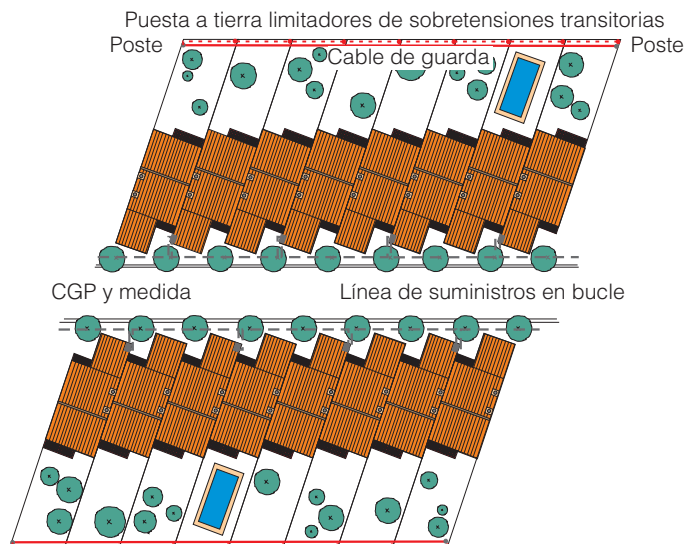 Puesta a tierra limitadores de sobretensiones transitorias
Poste
Poste
Cable de guarda
CGP y medida
Línea de suministros en bucle